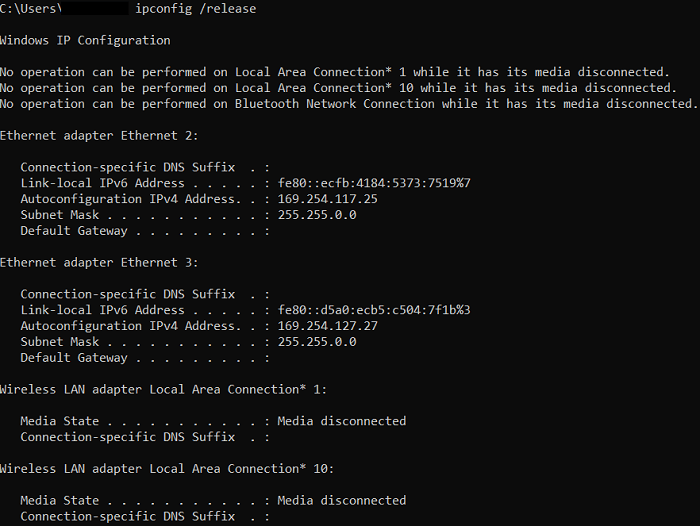 C:\Users\ ipconfig /release
Windows IP Configuration
No operation can be performed on Local Area Connection* 1 while it has its media disconnected.
No operation can be performed on Local Area Connection* 10 while it has its media disconnected.
No operation can be performed on Bluetooth Network Connection while it has its media disconnected.
Ethernet adapter Ethernet 2:
Connection-specific DNS Suffix  . :
Link-local IPv6 Address . . . . . : fe80::ecfb:4184:5373:7519%7
Autoconfiguration IPv4 Address. . : 169.254.117.25
Subnet Mask . . . . . . . . . . . : 255.255.0.0
Default Gateway . . . . . . . . . :
Ethernet adapter Ethernet 3:
Connection-specific DNS Suffix  . :
Link-local IPv6 Address . . . . . : fe80::d5a0:ecb5:c504:7f1b%3
Autoconfiguration IPv4 Address. . : 169.254.127.27
Subnet Mask . . . . . . . . . . . : 255.255.0.0
Default Gateway . . . . . . . . . :
Wireless LAN adapter Local Area Connection* 1:
Media State . . . . . . . . . . . : Media disconnected
Connection-specific DNS Suffix  . :
Wireless LAN adapter Local Area Connection* 10:
Media State . . . . . . . . . . . : Media disconnected
Connection-specific DNS Suffix  . :